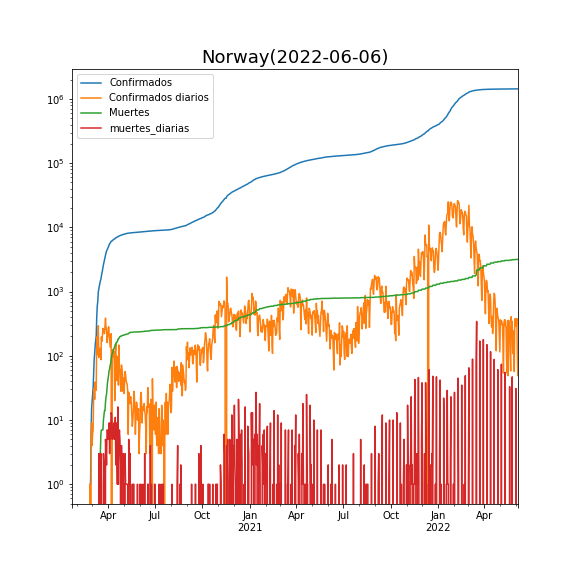 Norway(2022-06-06)
Confirmados
Confirmados diarios
Muertes
muertes_diarias
10^6
10^5
10^4
10^3
10^2
10^1
10^0
Apr Jul Oct Jan Apr Jul Oct Jan Apr
2021 2022